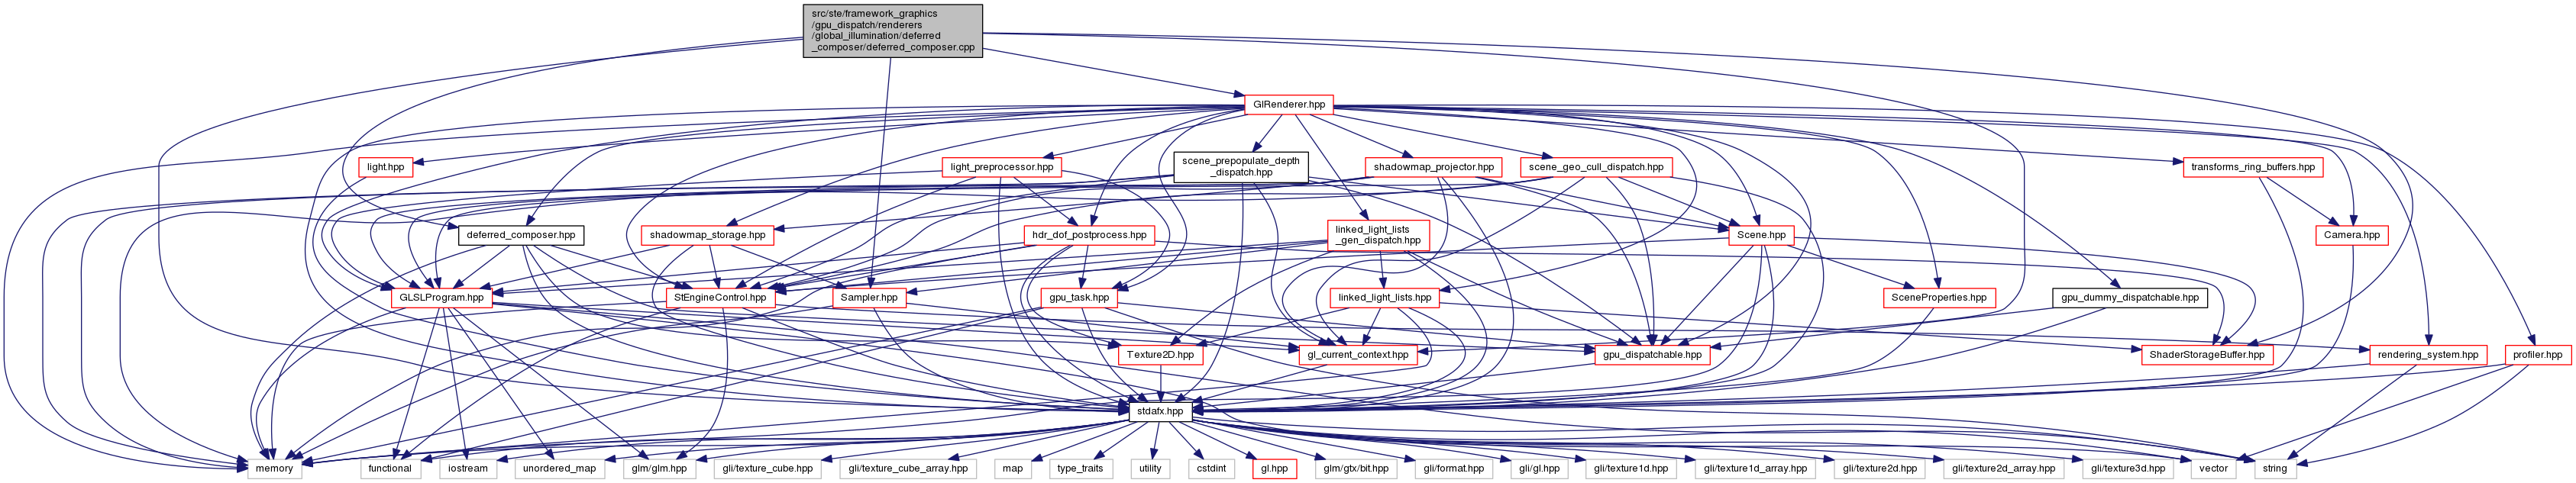 src/ste/framework_graphics
/gpu_dispatch/renderers
/global_illumination/deferred
_composer/deferred_composer.cpp
GIRenderer.hpp
light.hpp
light_preprocessor.hpp
scene_prepopulate_depth
_dispatch.hpp
shadowmap_projector.hpp
scene_geo_cull_dispatch.hpp
transforms_ring_buffers.hpp
deferred_composer.hpp
shadowmap_storage.hpp
hdr_dof_postprocess.hpp
linked_light_lists
_gen_dispatch.hpp
Scene.hpp
Camera.hpp
GLSLProgram.hpp
StEngineControl.hpp
Sampler.hpp
gpu_task.hpp
linked_light_lists.hpp
SceneProperties.hpp
gpu_dummy_dispatchable.hpp
Texture2D.hpp
gl_current_context.hpp
gpu_dispatchable.hpp
ShaderStorageBuffer.hpp
rendering_system.hpp
profiler.hpp
stdafx.hpp
memory
functional
iostream
unordered_map
glm/glm.hpp
gli/texture_cube.hpp
gli/texture_cube_array.hpp
map
type_traits
utility
cstdint
gl.hpp
glm/gtx/bit.hpp
gli/format.hpp
gli/gl.hpp
gli/texture1d.hpp
gli/texture1d_array.hpp
gli/texture2d.hpp
gli/texture2d_array.hpp
gli/texture3d.hpp
vector
string